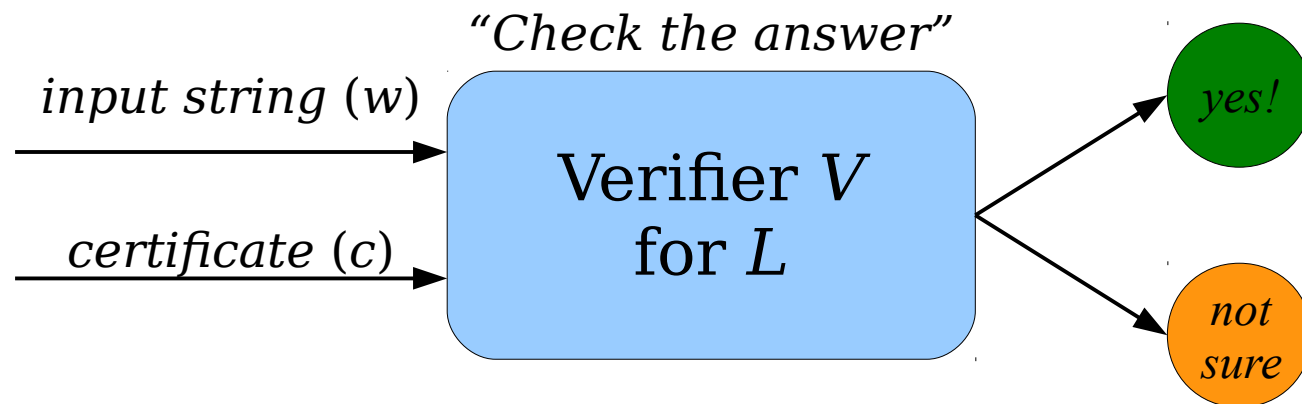 “Check the answer”
input string (w)
certificate (c)
Verifier V
for L
yes!
not
sure